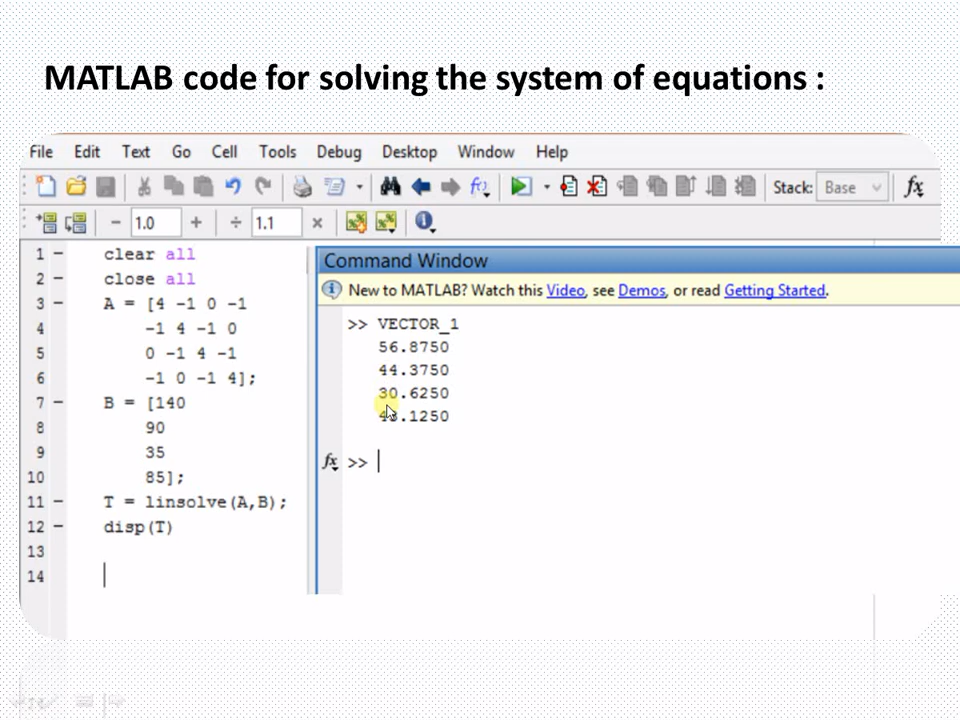 MATLAB code for solving the system of equations :
File Edit Text Go Cell Tools Debug Desktop Window Help
Stack: Base fx
− 1.0 + ÷ 1.1 ×
1 − clear all
2 − close all
3 − A = [4 -1 0 -1
4 -1 4 -1 0
5 0 -1 4 -1
6 -1 0 -1 4];
7 − B = [140
8 90
9 35
10 85];
11 − T = linsolve(A,B);
12 − disp(T)
13
14
Command Window
New to MATLAB? Watch this Video, see Demos, or read Getting Started.
>> VECTOR_1
56.8750
44.3750
30.6250
43.1250
fx >>